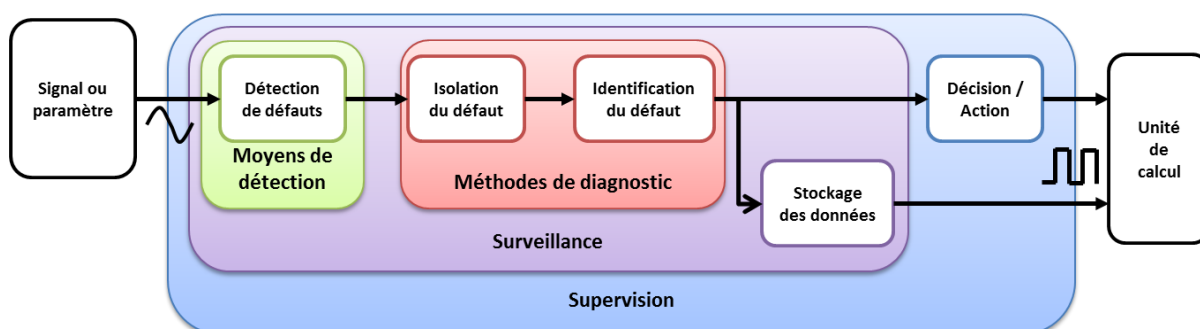 Signal ou
paramètre
Détection
de défauts
Moyens de
détection
Isolation
du défaut
Identification
du défaut
Méthodes de diagnostic
Stockage
des données
Surveillance
Décision /
Action
Supervision
Unité
de
calcul